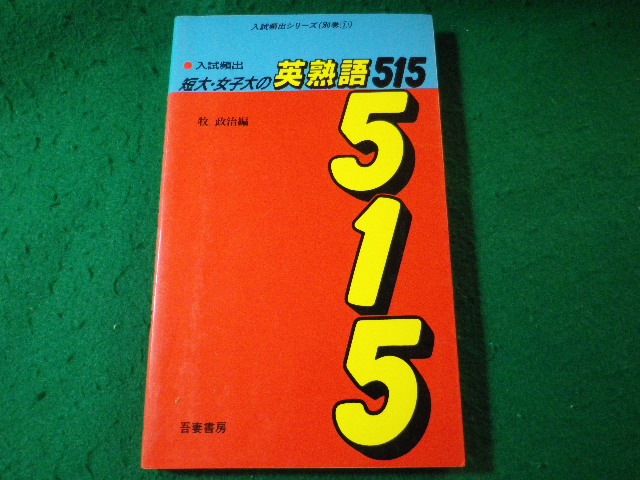 入試頻出シリーズ(別巻①)
● 入試頻出
短大・女子大の英熟語515
牧 政治編
515
吾妻書房